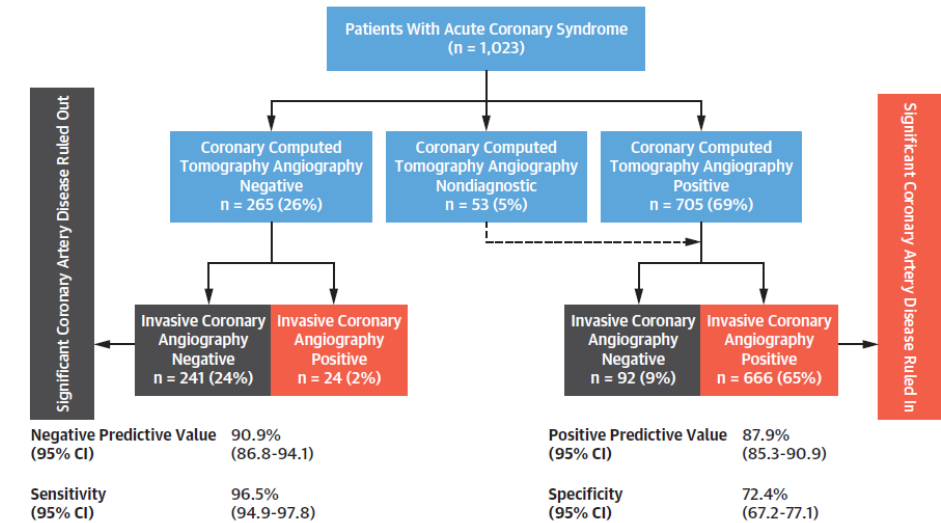 Patients With Acute Coronary Syndrome
(n = 1,023)
Significant Coronary Artery Disease Ruled Out
Coronary Computed
Tomography Angiography
Negative
n = 265 (26%)
Coronary Computed
Tomography Angiography
Nondiagnostic
n = 53 (5%)
Coronary Computed
Tomography Angiography
Positive
n = 705 (69%)
Significant Coronary Artery Disease Ruled In
Invasive Coronary
Angiography
Negative
n = 241 (24%)
Invasive Coronary
Angiography
Positive
n = 24 (2%)
Invasive Coronary
Angiography
Negative
n = 92 (9%)
Invasive Coronary
Angiography
Positive
n = 666 (65%)
Negative Predictive Value 90.9%
(95% CI) (86.8-94.1)
Sensitivity 96.5%
(95% CI) (94.9-97.8)
Positive Predictive Value 87.9%
(95% CI) (85.3-90.9)
Specificity 72.4%
(95% CI) (67.2-77.1)